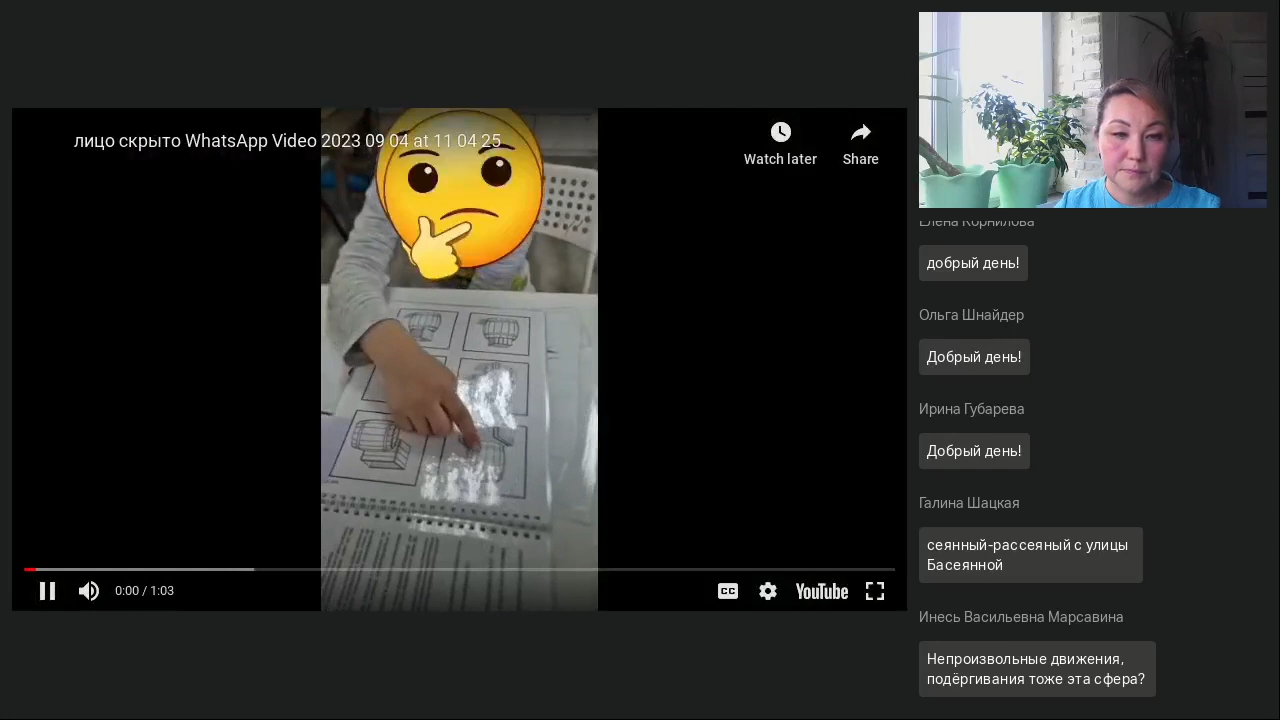 лицо скрыто WhatsApp Video 2023 09 04 at 11 04 25
Watch later
Share
0:00 / 1:03
CC
YouTube
Елена Корнилова
добрый день!
Ольга Шнайдер
Добрый день!
Ирина Губарева
Добрый день!
Галина Шацкая
сеянный-рассеяный с улицы
Басеянной
Инесь Васильевна Марсавина
Непроизвольные движения,
подёргивания тоже эта сфера?